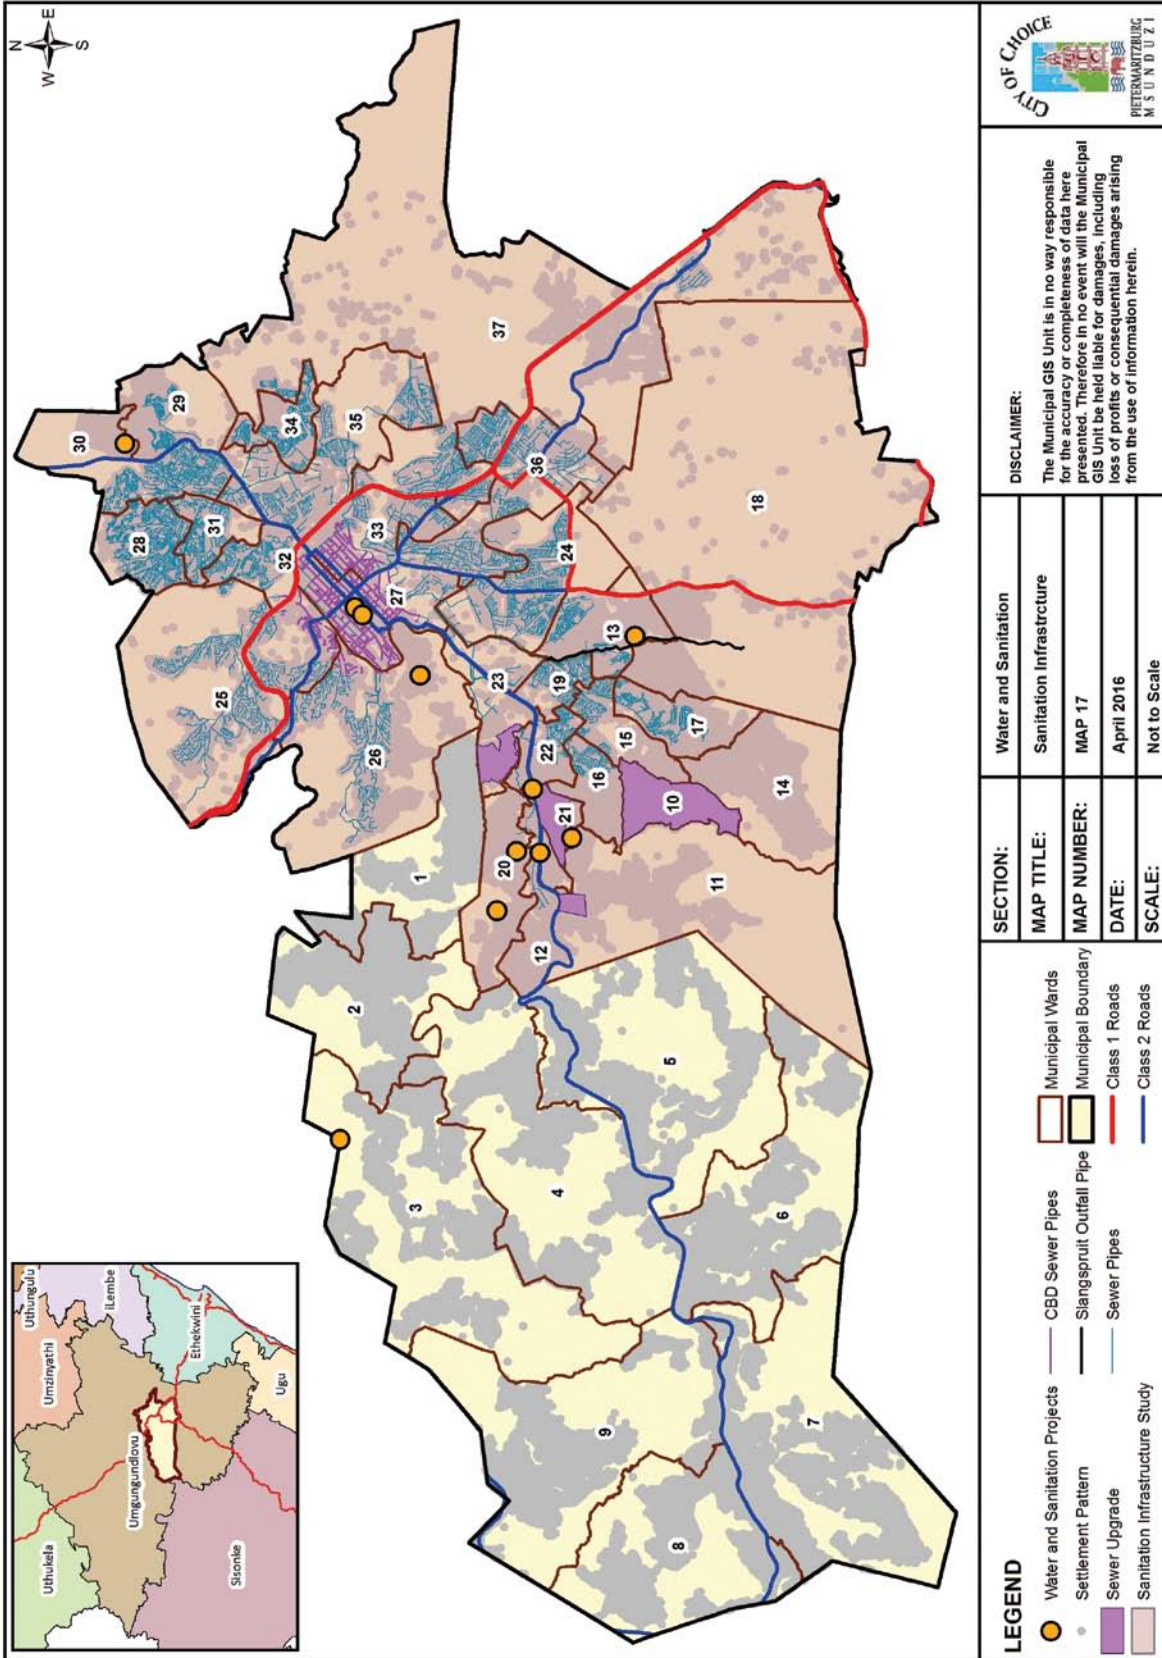 N
W E
S
Uthukela
Umzinyathi
Uthungulu
iLembe
Umgungundlovu
Ethekwini
Ugu
Sisonke
30
29
28
31
34
35
32
33
25
27
37
26
36
24
23
1
2
19
13
18
22
20
15
17
16
21
10
3
12
14
11
4
5
9
6
7
8
LEGEND
Water and Sanitation Projects
Settlement Pattern
Sewer Upgrade
Sanitation Infrastructure Study
CBD Sewer Pipes
Slangspruit Outfall Pipe
Sewer Pipes
Municipal Wards
Municipal Boundary
Class 1 Roads
Class 2 Roads
SECTION: Water and Sanitation
MAP TITLE: Sanitation Infrastrcture
MAP NUMBER: MAP 17
DATE: April 2016
SCALE: Not to Scale
DISCLAIMER:
The Municipal GIS Unit is in no way responsible
for the accuracy or completeness of data here
presented. Therefore in no event will the Municipal
GIS Unit be held liable for damages, including
loss of profits or consequential damages arising
from the use of information herein.
CITY OF CHOICE
PIETERMARITZBURG
MSUNDUZI